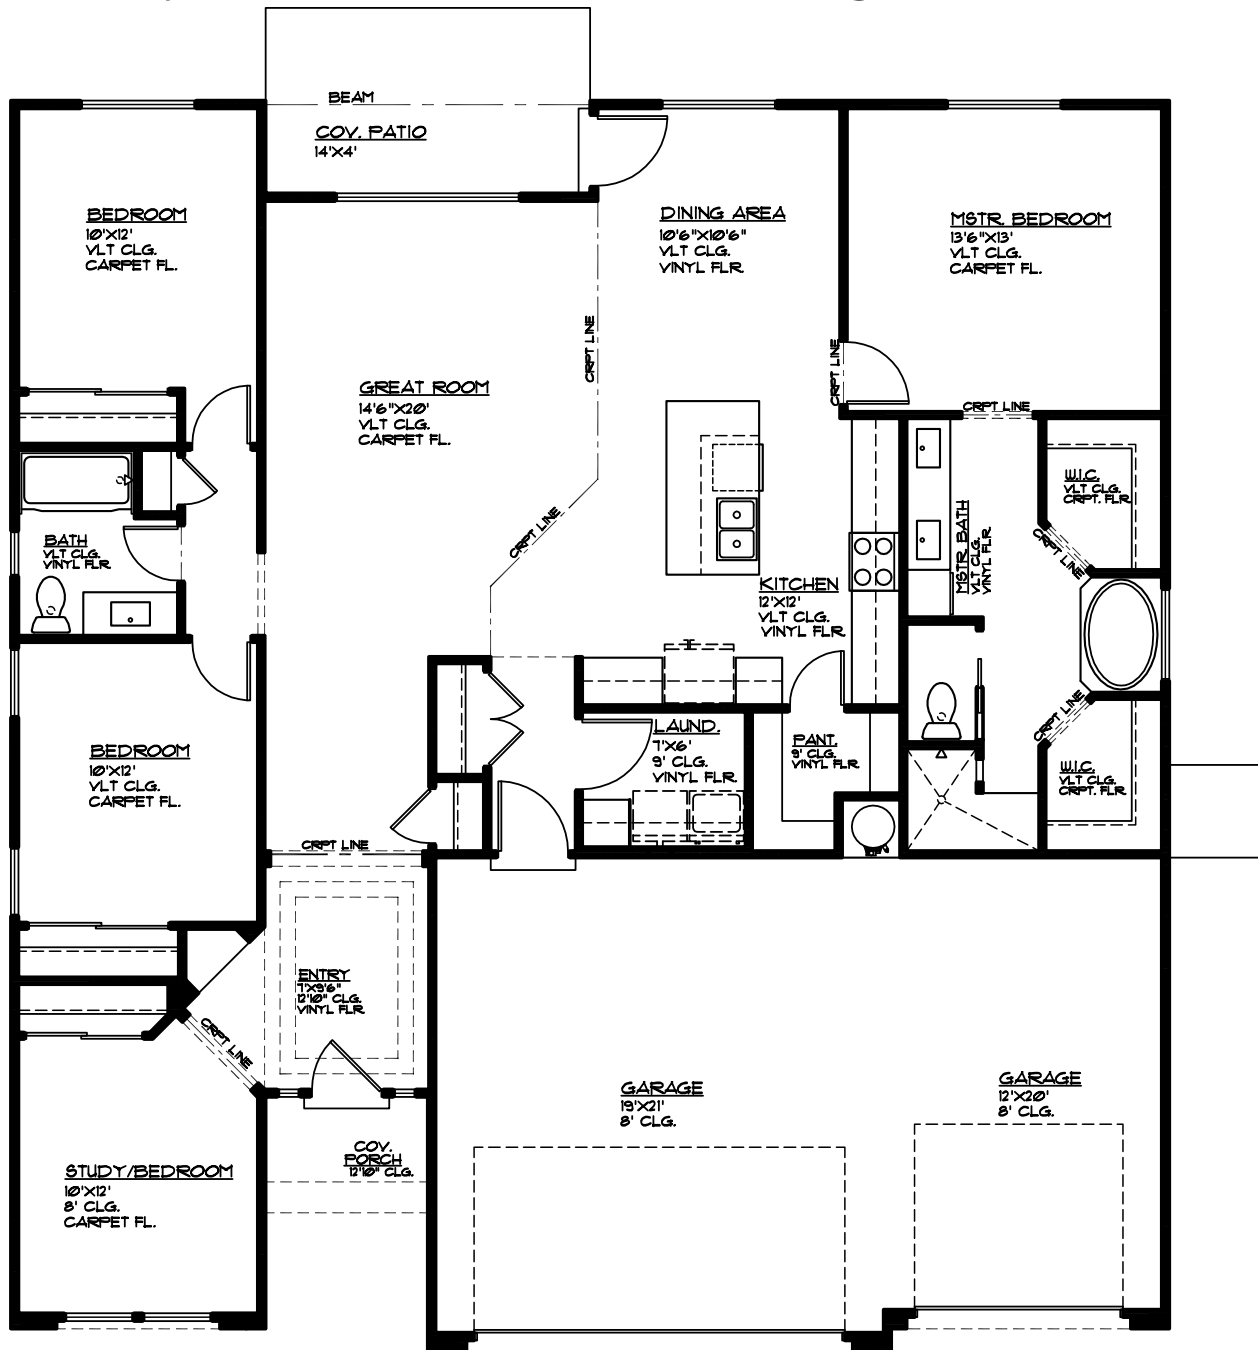 BEAM
COV. PATIO
14'X4'
BEDROOM
10'X12'
VLT CLG.
CARPET FL.
DINING AREA
10'6"X10'6"
VLT CLG.
VINYL FLR.
MSTR. BEDROOM
13'6"X13'
VLT CLG.
CARPET FL.
CRPT LINE
CRPT LINE
GREAT ROOM
14'6"X20'
VLT CLG.
CARPET FL.
CRPT LINE
W.I.C.
VLT CLG.
CRPT. FLR.
CRPT LINE
MSTR BATH
VLT CLG.
VINYL FLR.
CRPT LINE
BATH
VLT CLG.
VINYL FLR.
KITCHEN
12'X12'
VLT CLG.
VINYL FLR.
CRPT LINE
BEDROOM
10'X12'
VLT CLG.
CARPET FL.
LAUND.
7'X6'
9' CLG.
VINYL FLR.
PANT.
9' CLG.
VINYL FLR.
W.I.C.
VLT CLG.
CRPT. FLR.
CRPT LINE
ENTRY
7'X9'6"
12'10" CLG.
VINYL FLR.
CRPT LINE
GARAGE
19'X21'
8' CLG.
GARAGE
12'X20'
8' CLG.
COV.
PORCH
12'10" CLG.
STUDY/BEDROOM
10'X12'
8' CLG.
CARPET FL.